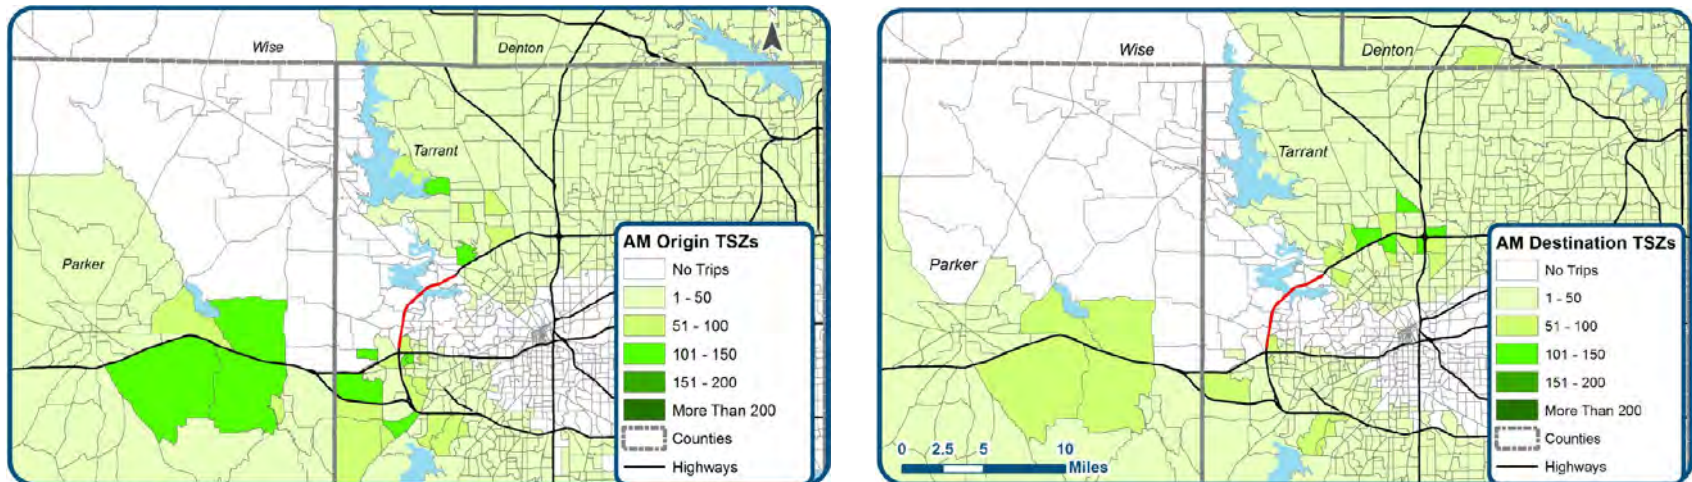 Wise
Denton
N
Tarrant
Parker
AM Origin TSZs
No Trips
1 - 50
51 - 100
101 - 150
151 - 200
More Than 200
Counties
Highways
Wise
Denton
Tarrant
Parker
AM Destination TSZs
No Trips
1 - 50
51 - 100
101 - 150
151 - 200
More Than 200
Counties
Highways
0 2.5 5 10
Miles